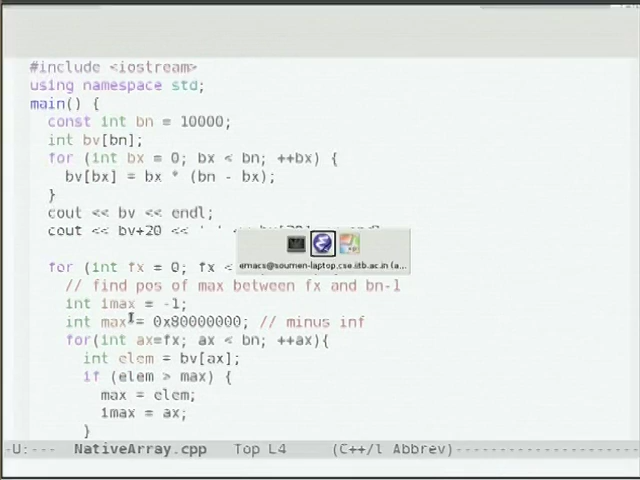 #include <iostream>
using namespace std;
main() {
const int bn = 10000;
int bv[bn];
for (int bx = 0; bx < bn; ++bx) {
bv[bx] = bx * (bn - bx);
}
cout << bv << endl;
cout << bv+20 <<
for (int fx = 0; fx <
// find pos of max between fx and bn-1
int imax = -1;
int max = 0x80000000; // minus inf
for(int ax=fx; ax < bn; ++ax){
int elem = bv[ax];
if (elem > max) {
max = elem;
imax = ax;
}
emacs@soumen-laptop.cse.iitb.ac.in (a...
-U:--- NativeArray.cpp Top L4 (C++/l Abbrev)